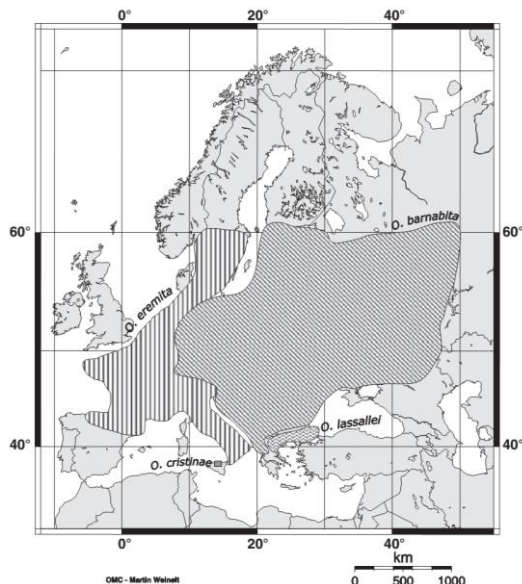 0° 20° 40°
60° 60°
O. barnabita
O. eremita
O. lassallei
40° 40°
O. cristinae
0° 20° 40°
km
OMC - Martin Weinelt
0 500 1000